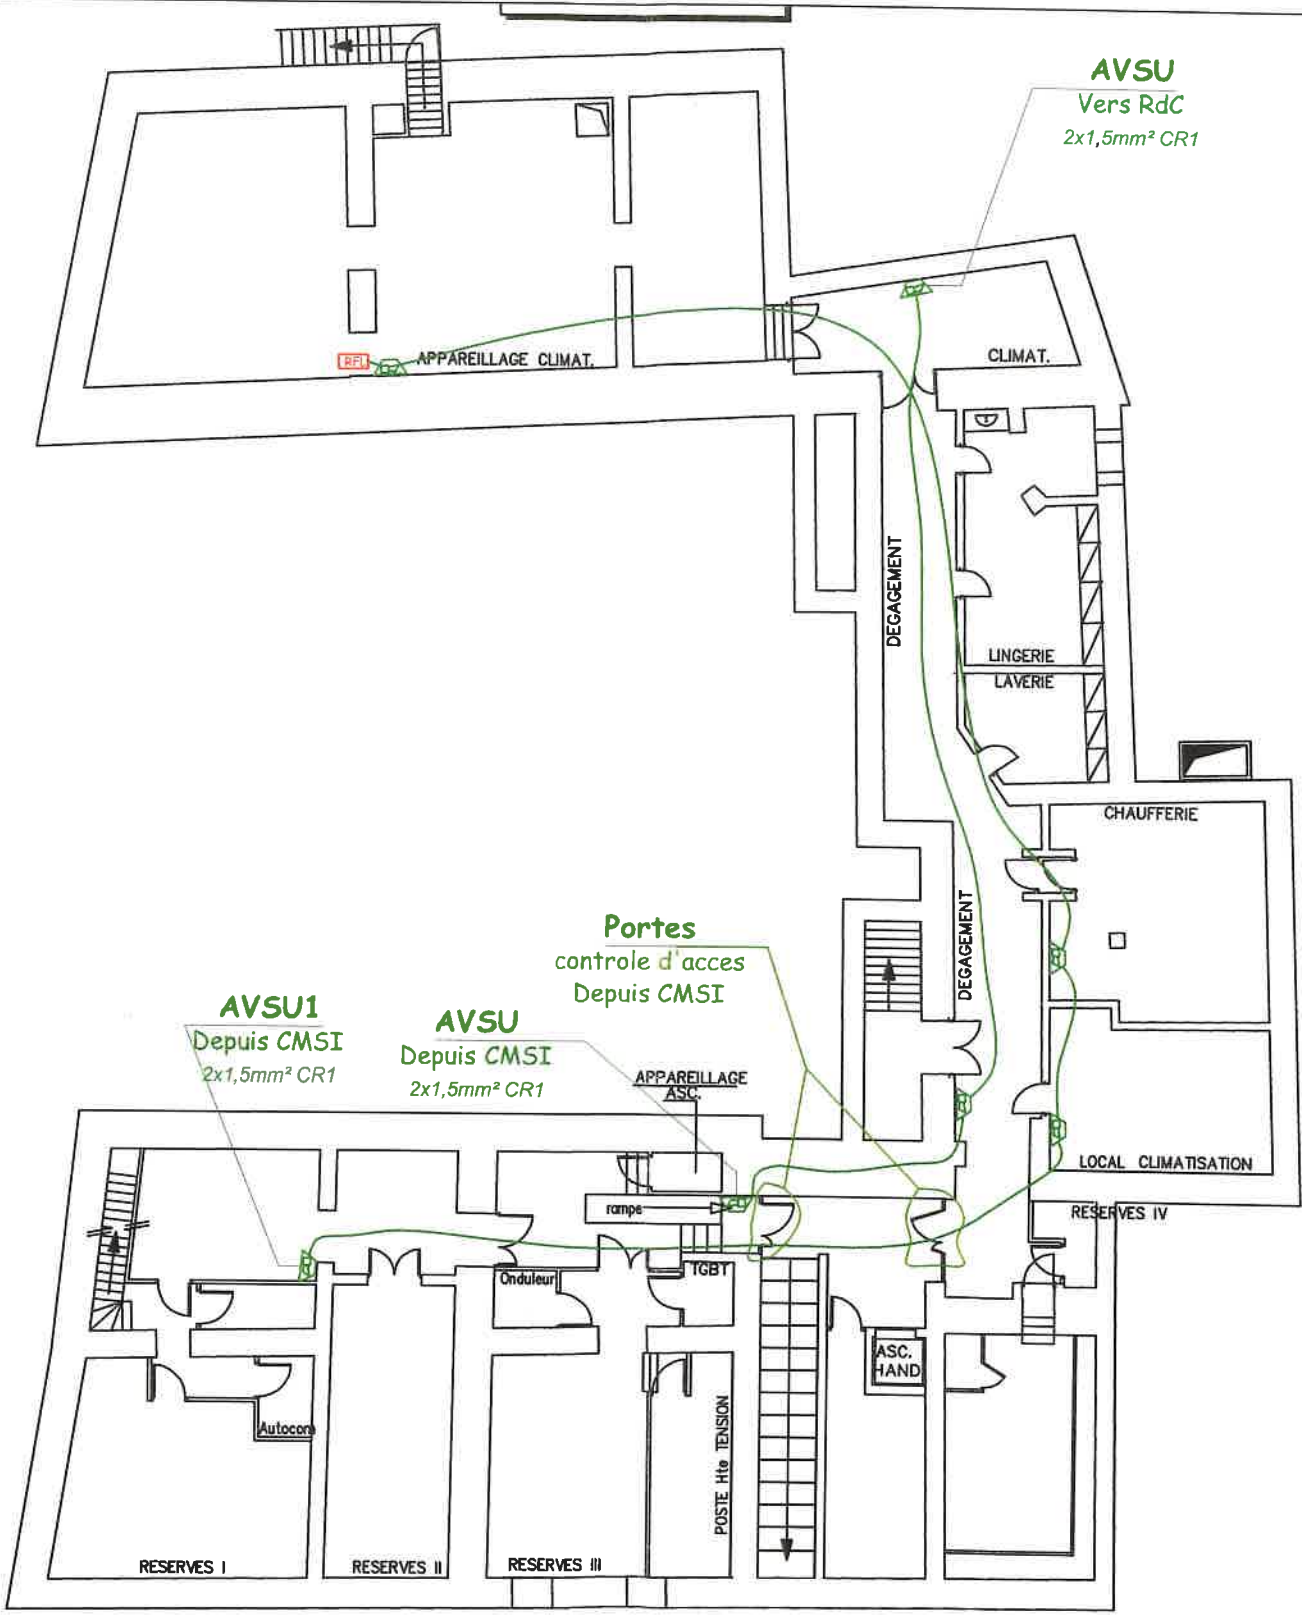 AVSU
Vers RdC
2x1,5mm² CR1
RFL
APPAREILLAGE CLIMAT.
CLIMAT.
DEGAGEMENT
LINGERIE
LAVERIE
CHAUFFERIE
DEGAGEMENT
Portes
controle d'acces
Depuis CMSI
AVSU1
Depuis CMSI
2x1,5mm² CR1
AVSU
Depuis CMSI
2x1,5mm² CR1
APPAREILLAGE
ASC.
LOCAL CLIMATISATION
rampe
RESERVES IV
Onduleur
TGBT
ASC.
HAND
Autocom
POSTE Hte TENSION
RESERVES I
RESERVES II
RESERVES III